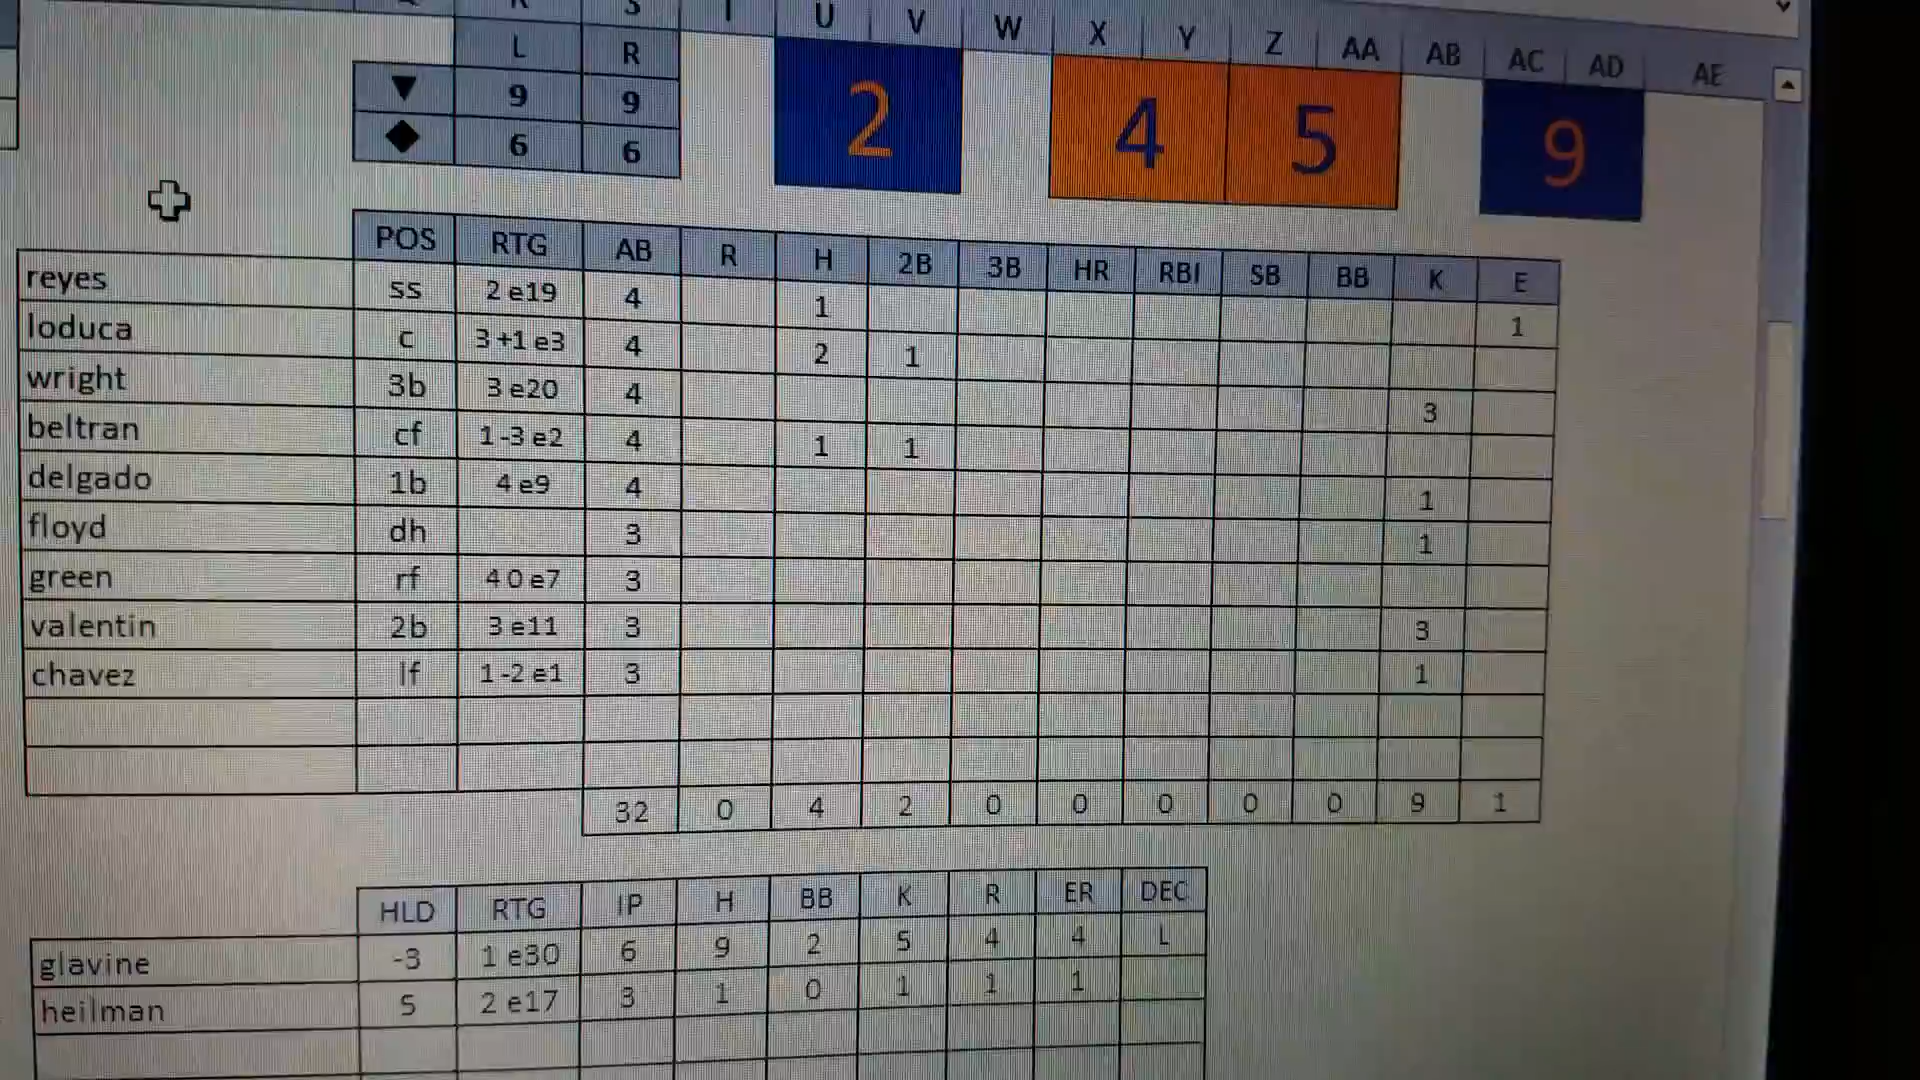 S U V W X Y Z AA AB AC AD AE
L R
▼ 9 9 2 4 5 9
◆ 6 6
POS RTG AB R H 2B 3B HR RBI SB BB K E
reyes ss 2 e19 4 1 1
loduca c 3 +1 e3 4 2 1
wright 3b 3 e20 4 3
beltran cf 1 -3 e2 4 1 1
delgado 1b 4 e9 4 1
floyd dh 3 1
green rf 4 0 e7 3
valentin 2b 3 e11 3 3
chavez lf 1 -2 e1 3 1
32 0 4 2 0 0 0 0 0 9 1
HLD RTG IP H BB K R ER DEC
glavine -3 1 e30 6 9 2 5 4 4 L
heilman 5 2 e17 3 1 0 1 1 1